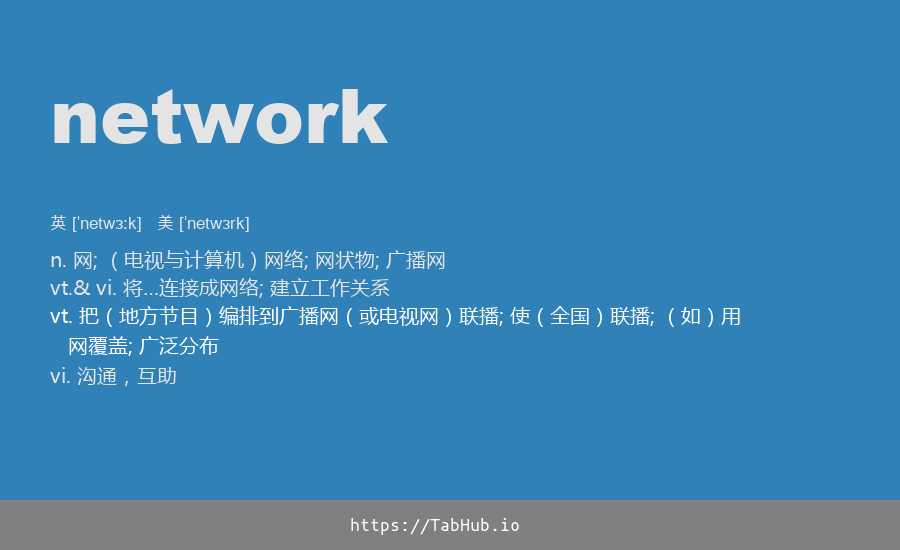 network
英 [ˈnetwɜːk] 美 [ˈnetwɜrk]
n. 网; （电视与计算机）网络; 网状物; 广播网
vt.& vi. 将…连接成网络; 建立工作关系
vt. 把（地方节目）编排到广播网（或电视网）联播; 使（全国）联播; （如）用
网覆盖; 广泛分布
vi. 沟通，互助
https://TabHub.io